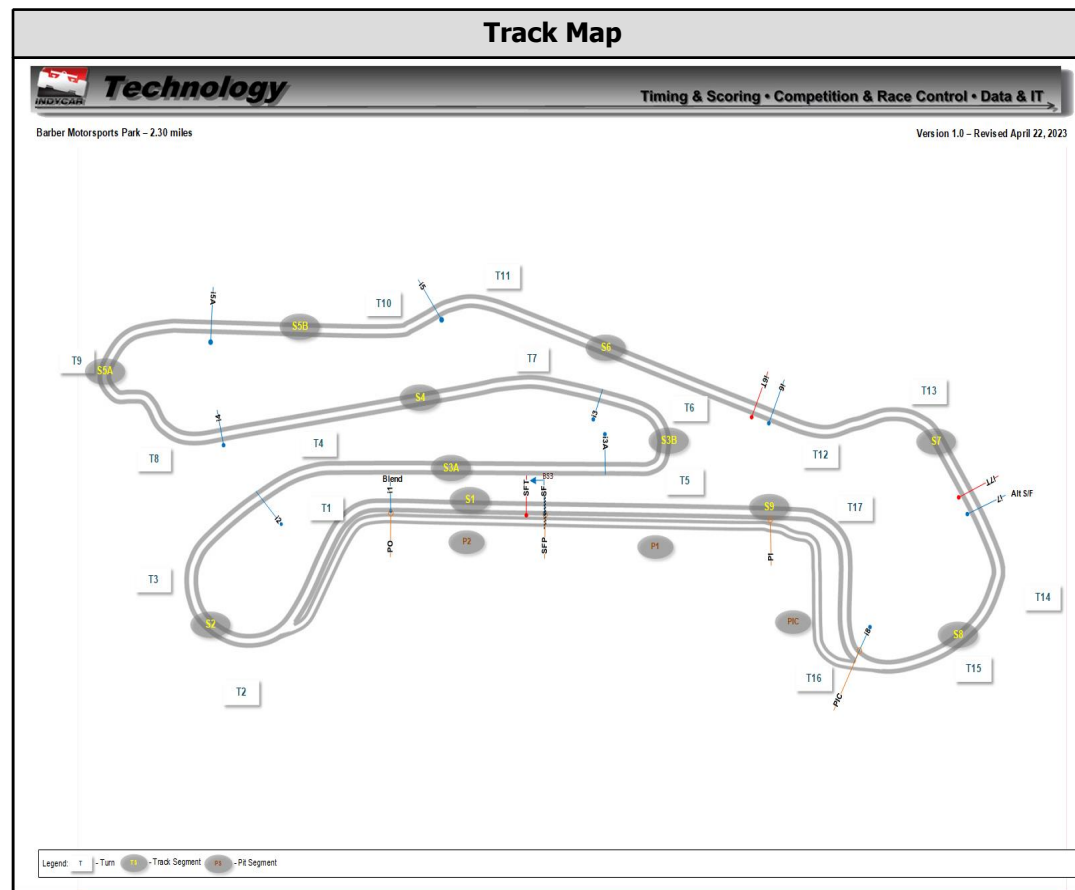 Track Map
INDYCAR
Technology
Timing & Scoring • Competition & Race Control • Data & IT
Barber Motorsports Park – 2.30 miles
Version 1.0 – Revised April 22, 2023
T11
I5
I5A
T10
S5B
S6
T9
S5A
T7
S4
I6T
I6
T13
I3
T6
I4
I3A
S3B
S7
T8
T4
T12
S3A
T5
I7T
I7
Alt S/F
Blend
BS3
I2
T1
I1
S1
SFT
SF
S9
T17
PO
P2
SFP
P1
PI
T3
T14
S2
PIC
I8
S8
T2
T16
T15
PIC
Legend: T - Turn T3 - Track Segment P3 - Pit Segment